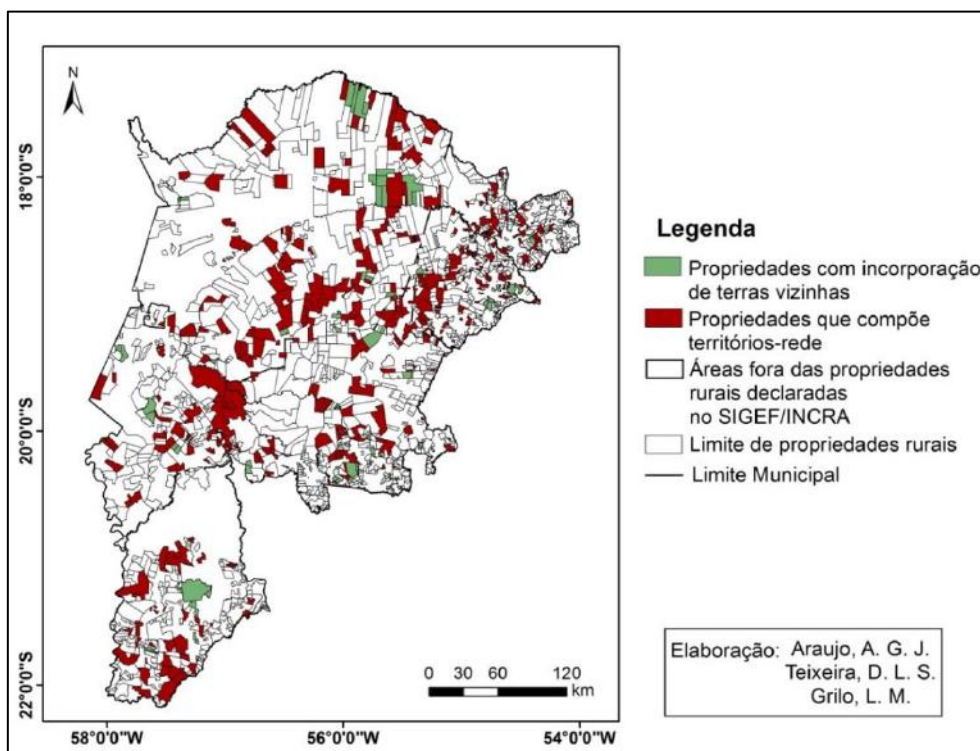 N
18°0'0"S
20°0'0"S
22°0'0"S
58°0'0"W
56°0'0"W
54°0'0"W
0 30 60 120
km
Legenda
Propriedades com incorporação
de terras vizinhas
Propriedades que compõe
territórios-rede
Áreas fora das propriedades
rurais declaradas
no SIGEF/INCRA
Limite de propriedades rurais
Limite Municipal
Elaboração: Araujo, A. G. J.
Teixeira, D. L. S.
Grilo, L. M.